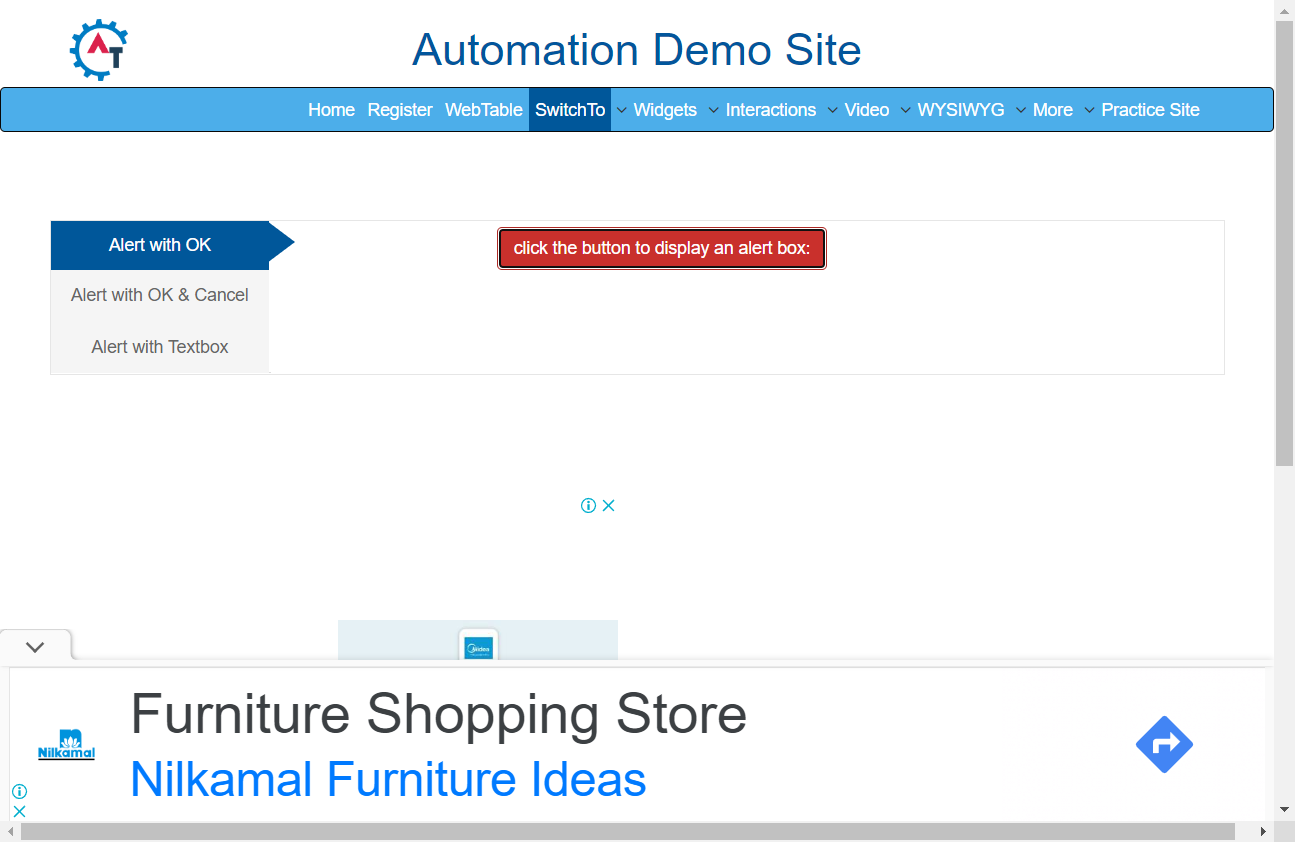 AT
Automation Demo Site
Home Register WebTable SwitchTo Widgets Interactions Video WYSIWYG More Practice Site
Alert with OK
click the button to display an alert box:
Alert with OK & Cancel
Alert with Textbox
Midea
Furniture Shopping Store
Nilkamal
Nilkamal Furniture Ideas